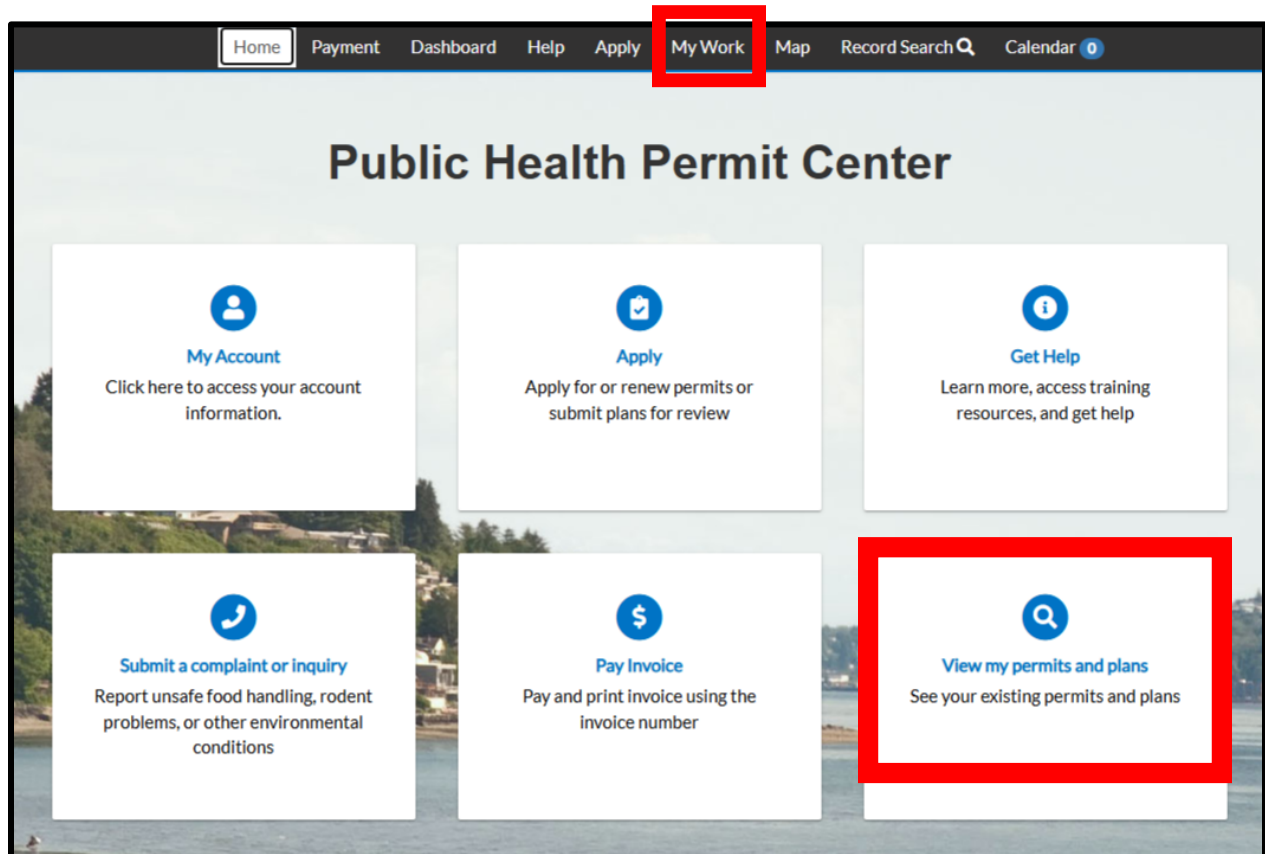 Home Payment Dashboard Help Apply My Work Map Record Search Calendar 0
Public Health Permit Center
My Account
Click here to access your account
information.
Apply
Apply for or renew permits or
submit plans for review
Get Help
Learn more, access training
resources, and get help
Submit a complaint or inquiry
Report unsafe food handling, rodent
problems, or other environmental
conditions
Pay Invoice
Pay and print invoice using the
invoice number
View my permits and plans
See your existing permits and plans